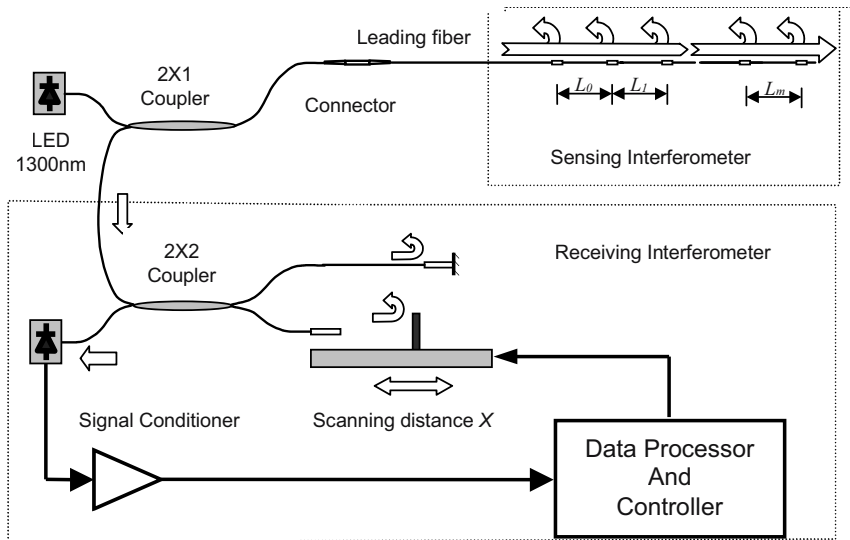 Leading fiber
2X1
Coupler
Connector
LED
1300nm
L0
L1
Lm
Sensing Interferometer
2X2
Coupler
Receiving Interferometer
Signal Conditioner
Scanning distance X
Data Processor
And
Controller